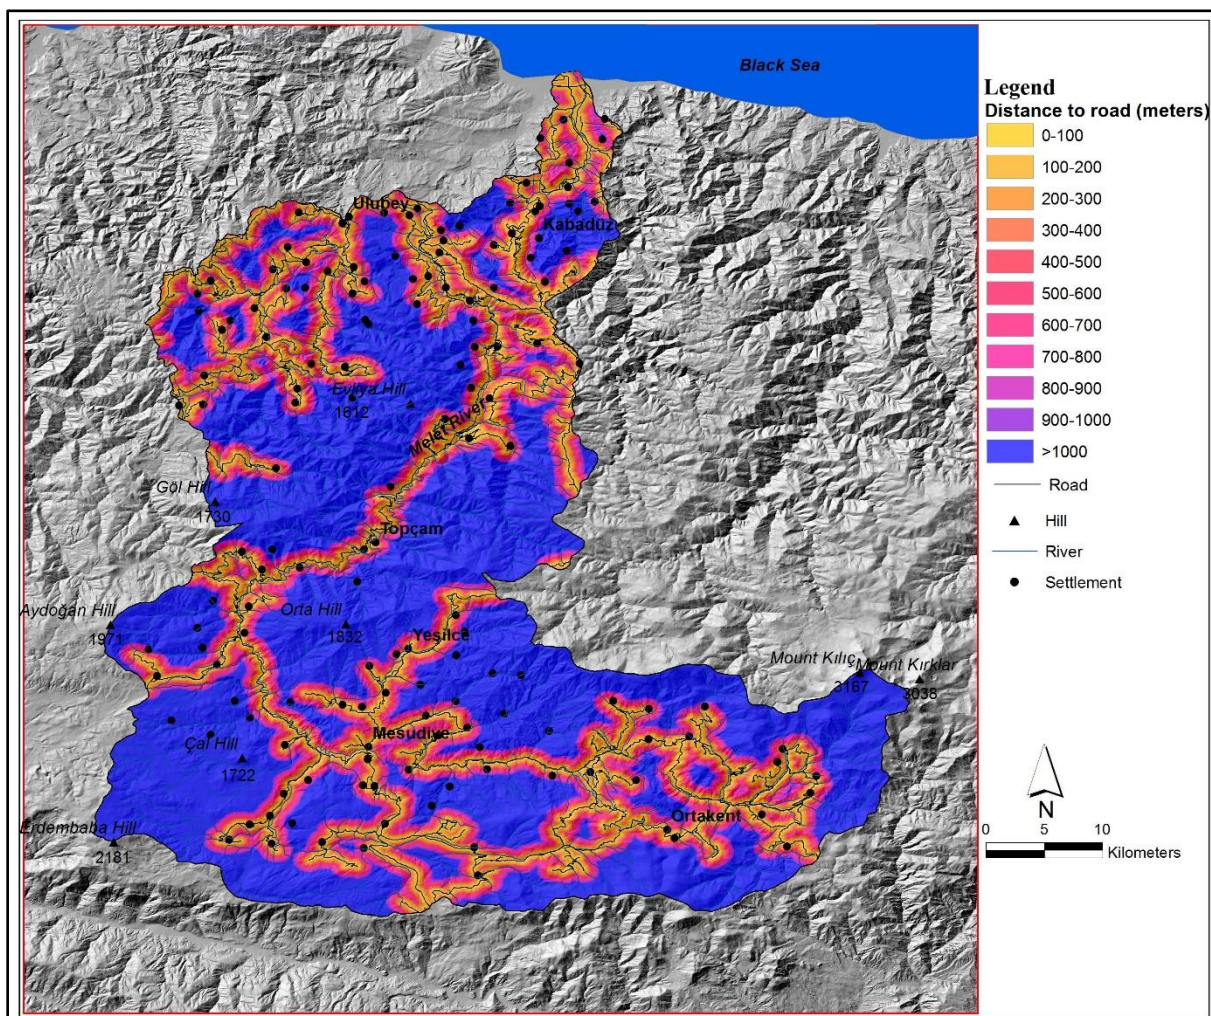 Black Sea
Ulubey
Kabadüz
Evliya Hill
1612
Melet River
Göl Hill
1730
Topçam
Aydoğan Hill
1971
Orta Hill
1832
Yeşilce
Mount Kılıç
3167
Mount Kırklar
3038
Mesudiye
Çal Hill
1722
Ortakent
Erdembaba Hill
2181
Legend
Distance to road (meters)
0-100
100-200
200-300
300-400
400-500
500-600
600-700
700-800
800-900
900-1000
>1000
Road
Hill
River
Settlement
N
0 5 10
Kilometers